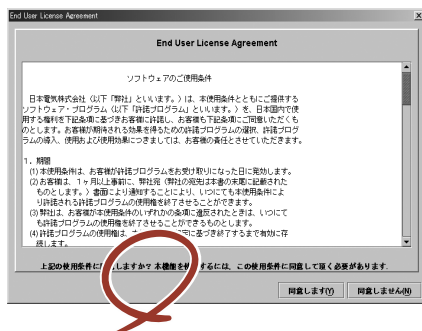 End User License Agreement
End User License Agreement
ソフトウェアのご使用条件
日本電気株式会社（以下「弊社」といいます。）は、本使用条件とともにご提供する
ソフトウェア・プログラム（以下「許諾プログラム」といいます。）を、日本国内で使
用する権利を下記条項に基づきお客様に許諾し、お客様も下記条項にご同意いただくも
のとします。お客様が期待される効果を得るための許諾プログラムの選択、許諾プログ
ラムの導入、使用および使用効果につきましては、お客様の責任とさせていただきます。
1．期間
(1)本使用条件は、お客様が許諾プログラムをお受け取りになった日に発効します。
(2)お客様は、1ヶ月以上事前に、弊社宛（弊社の宛先は本書の末尾に記載された
ものとします。）書面により通知することにより、いつにても本使用条件によ
り許諾される許諾プログラムの使用権を終了させることができます。
(3)弊社は、お客様が本使用条件のいずれかの条項に違反されたときは、いつにて
も許諾プログラムの使用権を終了させることができるものとします。
(4)許諾プログラムの使用権は、に基づき終了するまで有効に存
続します。
上記の使用条件にしますか？本機能をするには、この使用条件に同意して頂く必要があります.
同意します(Y) 同意しません(N)